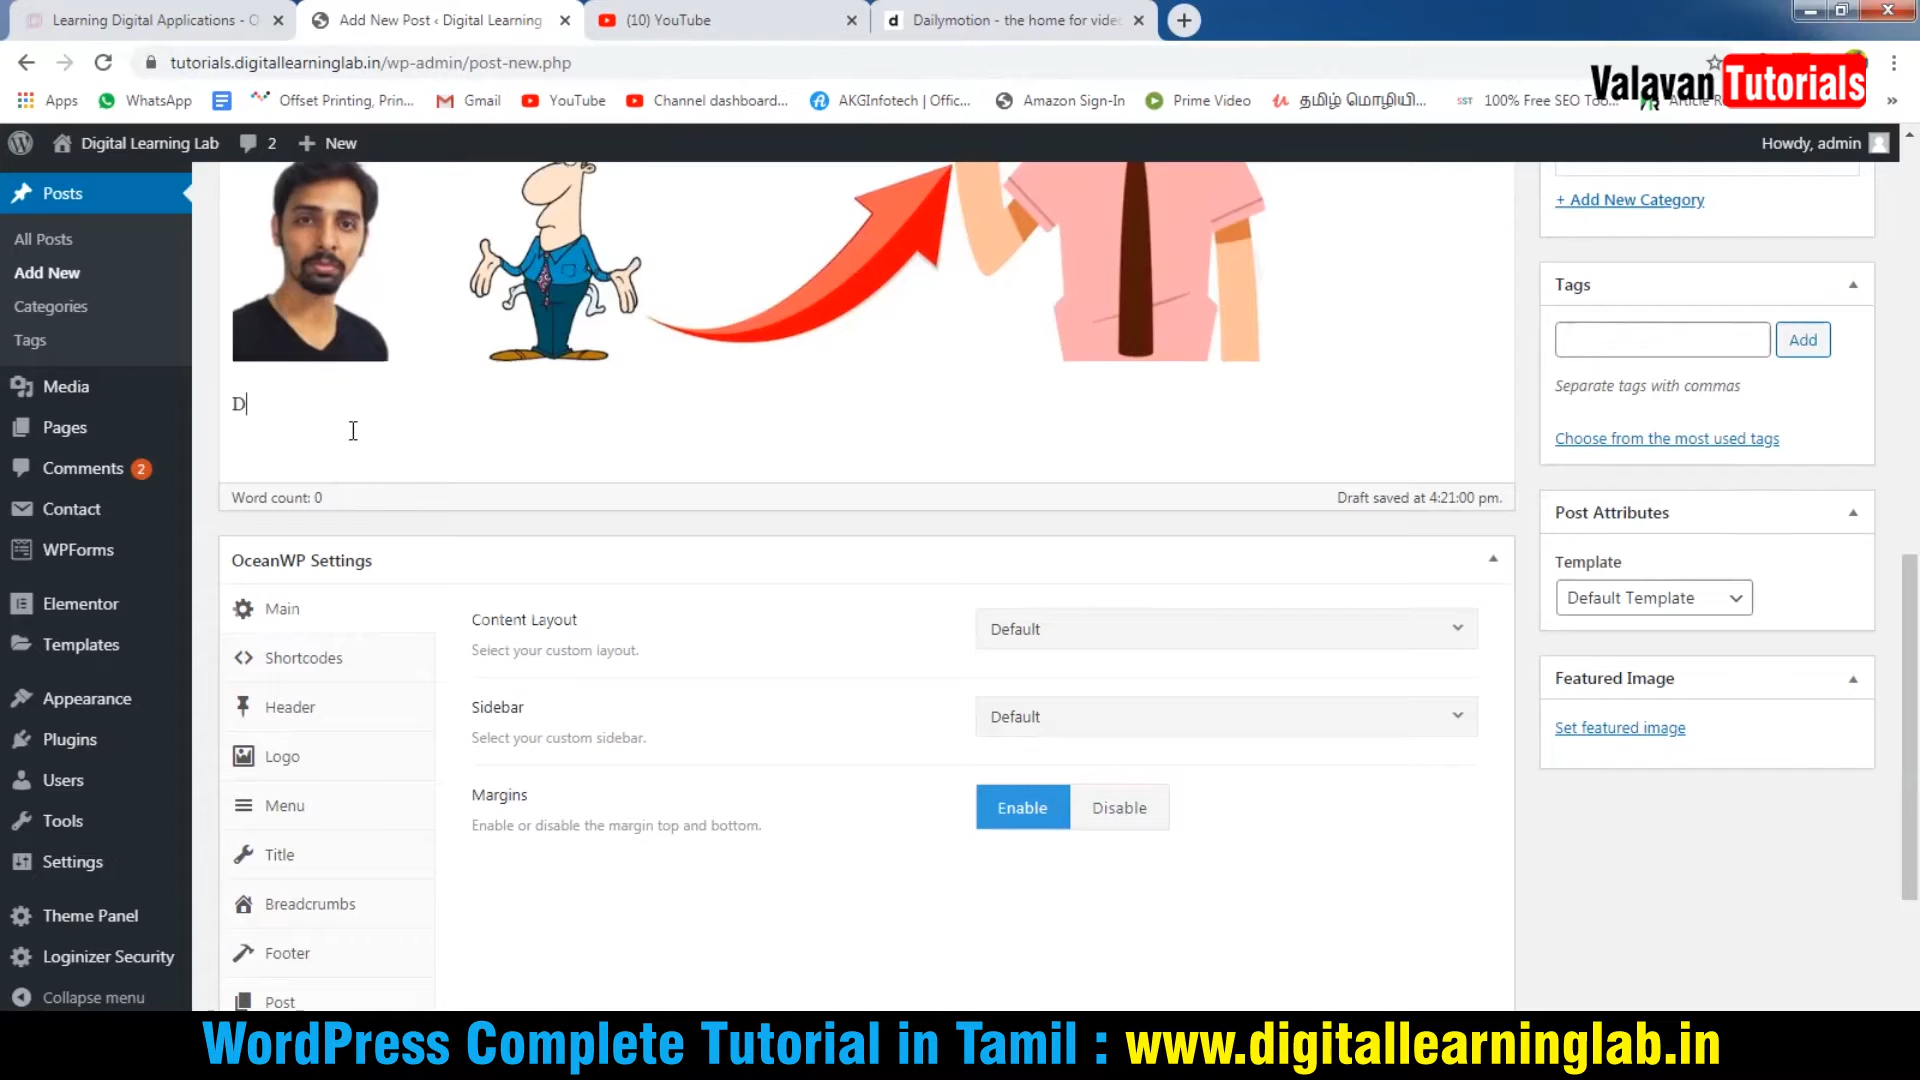 Learning Digital Applications - O
Add New Post ‹ Digital Learning
(10) YouTube
Dailymotion - the home for video
tutorials.digitallearninglab.in/wp-admin/post-new.php
Valavan Tutorials
Apps
WhatsApp
Offset Printing, Prin...
Gmail
YouTube
Channel dashboard...
AKGInfotech | Offic...
Amazon Sign-In
Prime Video
தமிழ் மொழியி...
SST
100% Free SEO Too...
Digital Learning Lab
2
New
Howdy, admin
Posts
All Posts
Add New
Categories
Tags
Media
Pages
Comments 2
Contact
WPForms
Elementor
Templates
Appearance
Plugins
Users
Tools
Settings
Theme Panel
Loginizer Security
Collapse menu
D
Word count: 0
Draft saved at 4:21:00 pm.
OceanWP Settings
Main
Shortcodes
Header
Logo
Menu
Title
Breadcrumbs
Footer
Post
Content Layout
Select your custom layout.
Default
Sidebar
Select your custom sidebar.
Default
Margins
Enable or disable the margin top and bottom.
Enable
Disable
+ Add New Category
Tags
Add
Separate tags with commas
Choose from the most used tags
Post Attributes
Template
Default Template
Featured Image
Set featured image
WordPress Complete Tutorial in Tamil : www.digitallearninglab.in